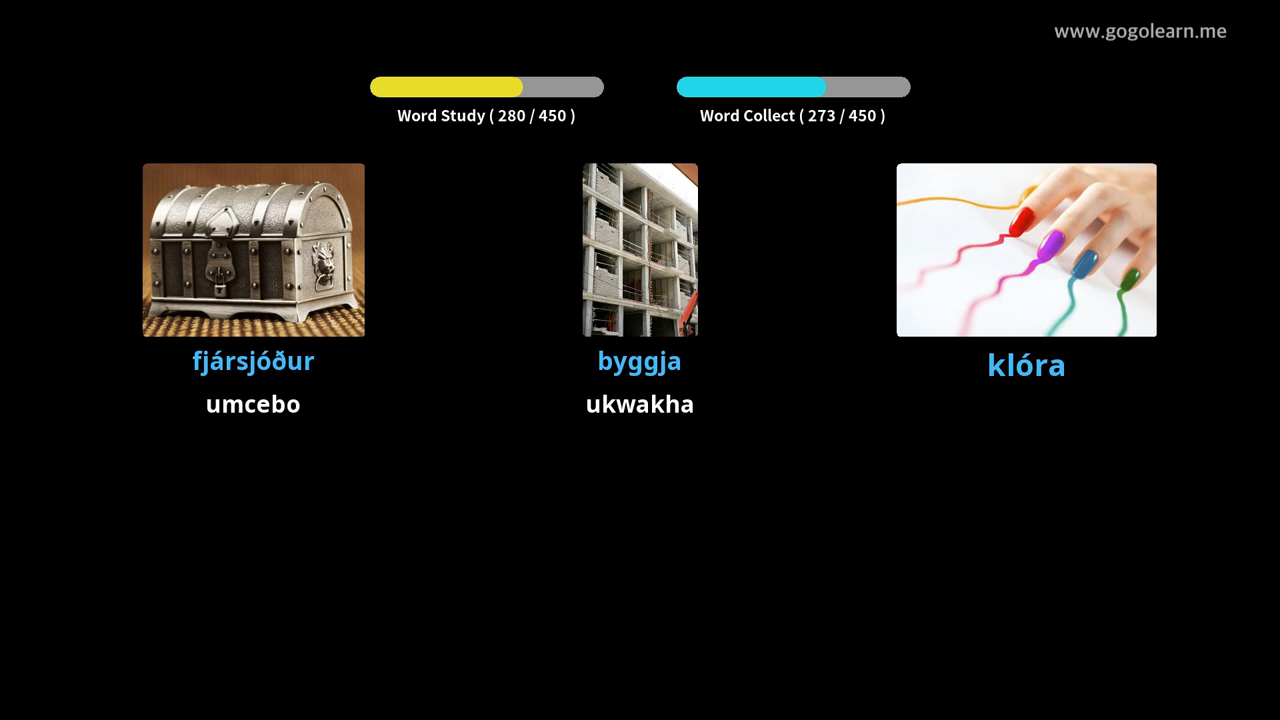 www.gogolearn.me
Word Study ( 280 / 450 )
Word Collect ( 273 / 450 )
fjársjóður
umcebo
byggja
ukwakha
klóra